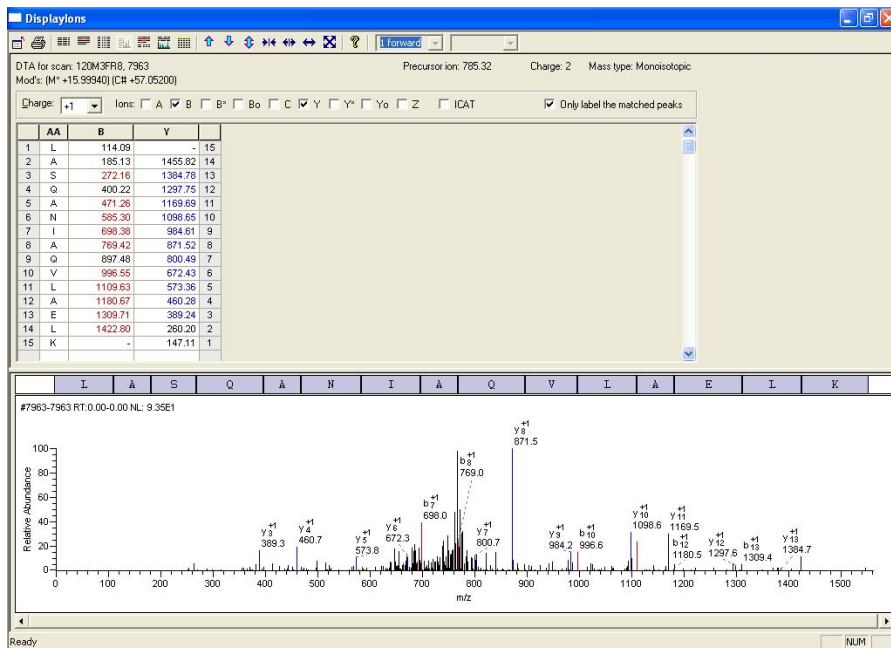 DisplayIons
1 forward
DTA for scan: 120M3FR8, 7963 Precursor ion: 785.32 Charge: 2 Mass type: Monoisotopic
Mod's: (M* +15.99940) (C# +57.05200)
Charge: +1 Ions: A B B* Bo C Y Y* Yo Z ICAT Only label the matched peaks
AA B Y
1 L 114.09 - 15
2 A 185.13 1455.82 14
3 S 272.16 1384.78 13
4 Q 400.22 1297.75 12
5 A 471.26 1169.69 11
6 N 585.30 1098.65 10
7 I 698.38 984.61 9
8 A 769.42 871.52 8
9 Q 897.48 800.49 7
10 V 996.55 672.43 6
11 L 1109.63 573.36 5
12 A 1180.67 460.28 4
13 E 1309.71 389.24 3
14 L 1422.80 260.20 2
15 K - 147.11 1
L A S Q A N I A Q V L A E L K
#7963-7963 RT:0.00-0.00 NL: 9.35E1
Relative Abundance
100
80
60
40
20
0
y3+1 389.3
y4+1 460.7
y5+1 573.8
y6+1 672.3
b7+1 698.0
b8+1 769.0
y7+1 800.7
y8+1 871.5
y9+1 984.2
b10+1 996.6
y10+1 1098.6
y11+1 1169.5
b12+1 1180.5
y12+1 1297.6
b13+1 1309.4
y13+1 1384.7
0 100 200 300 400 500 600 700 800 900 1000 1100 1200 1300 1400 1500
m/z
Ready NUM